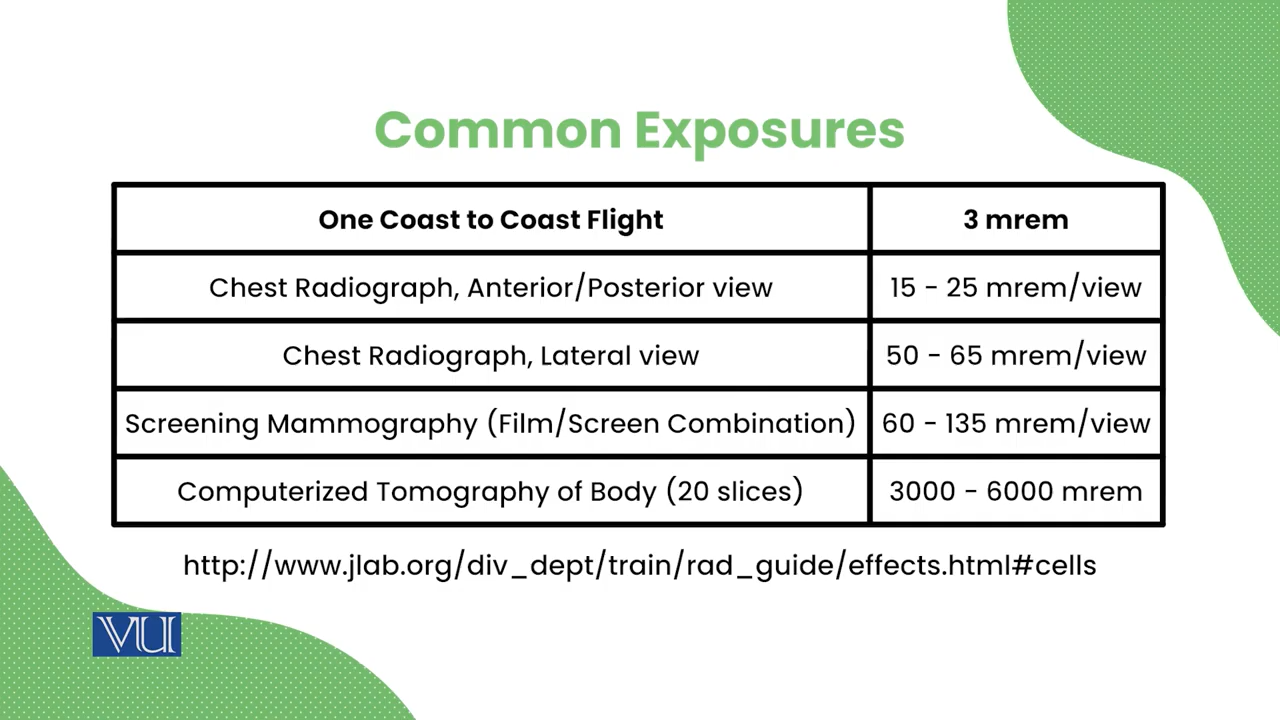 Common Exposures
One Coast to Coast Flight 3 mrem
Chest Radiograph, Anterior/Posterior view 15 - 25 mrem/view
Chest Radiograph, Lateral view 50 - 65 mrem/view
Screening Mammography (Film/Screen Combination) 60 - 135 mrem/view
Computerized Tomography of Body (20 slices) 3000 - 6000 mrem
http://www.jlab.org/div_dept/train/rad_guide/effects.html#cells
VU